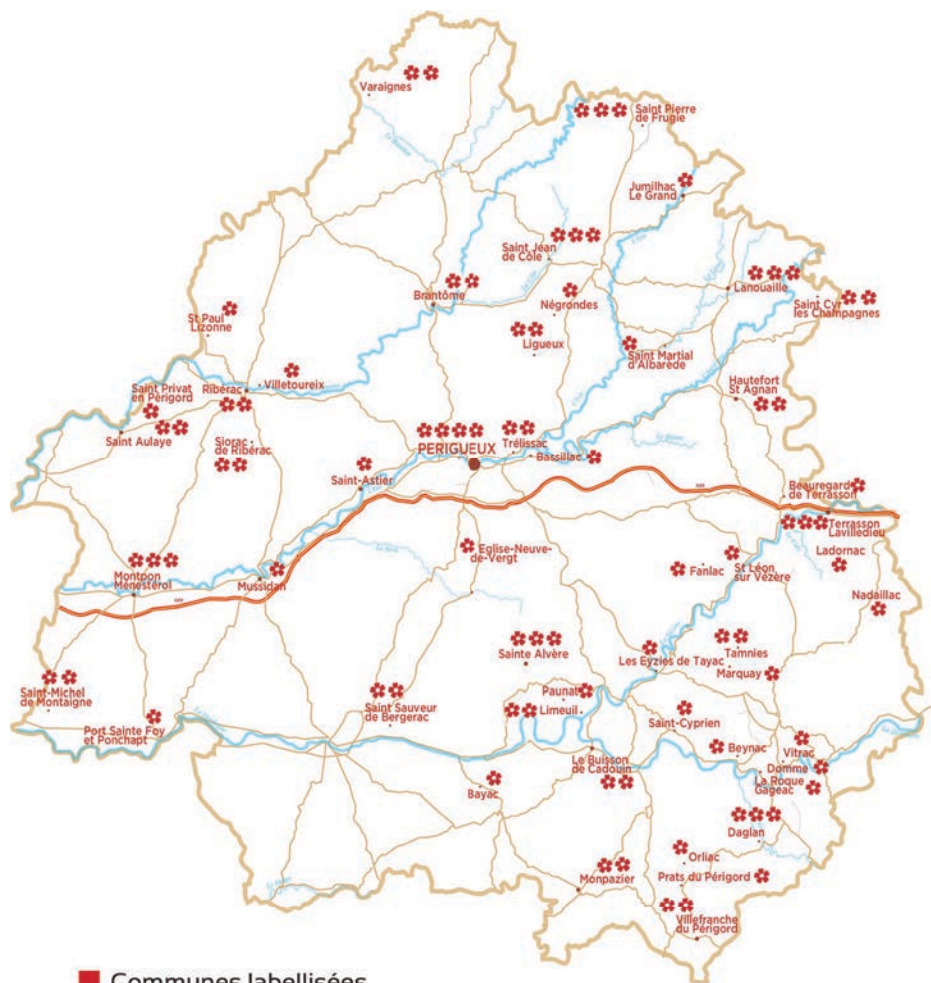 Varaignes
Saint Pierre
de Frugie
Jumilhac
Le Grand
Saint Jean
de Côle
Lanouaille
Brantôme
Négrondes
Saint Cyr
les Champagnes
St Paul
Lizonne
Ligueux
Saint Martial
d'Albarède
Villetoureix
Hautefort
St Agnan
Saint Privat
en Périgord
Ribérac
Saint Aulaye
Siorac
de Ribérac
PERIGUEUX
Trélissac
Bassillac
Saint-Astier
Beauregard
de Terrasson
Terrasson
Lavilledieu
Ladornac
Eglise-Neuve-
de-Vergt
Fanlac
St Léon
sur Vézère
Montpon
Ménestérol
Mussidan
Nadaillac
A89
Sainte Alvère
Les Eyzies de Tayac
Tamnies
Marquay
Saint-Michel
de Montaigne
Paunat
Limeuil
Saint Sauveur
de Bergerac
Saint-Cyprien
Port Sainte Foy
et Ponchapt
Beynac
Vitrac
Domme
La Roque
Gageac
Le Buisson
de Cadouin
Bayac
Daglan
Orliac
Monpazier
Prats du Périgord
Villefranche
du Périgord
Communes labellisées